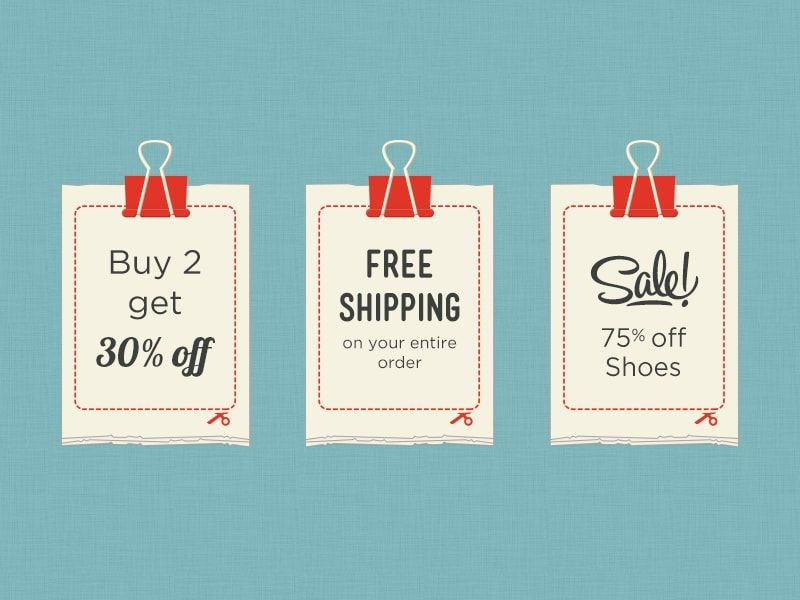 Buy 2
get
30% off
FREE
SHIPPING
on your entire
order
Sale!
75% off
Shoes